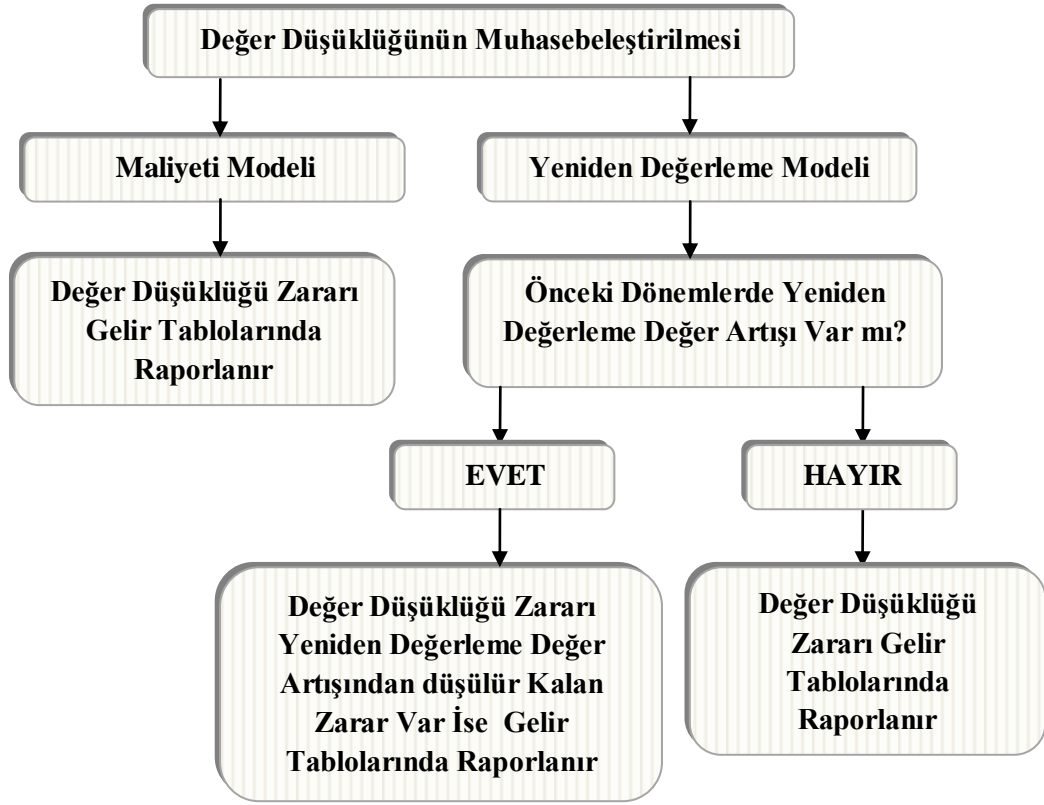 Değer Düşüklüğünün Muhasebeleştirilmesi
Maliyeti Modeli
Yeniden Değerleme Modeli
Değer Düşüklüğü Zararı
Gelir Tablolarında
Raporlanır
Önceki Dönemlerde Yeniden
Değerleme Değer Artışı Var mı?
EVET
HAYIR
Değer Düşüklüğü Zararı
Yeniden Değerleme Değer
Artışından düşülür Kalan
Zarar Var İse Gelir
Tablolarında Raporlanır
Değer Düşüklüğü
Zararı Gelir
Tablolarında
Raporlanır